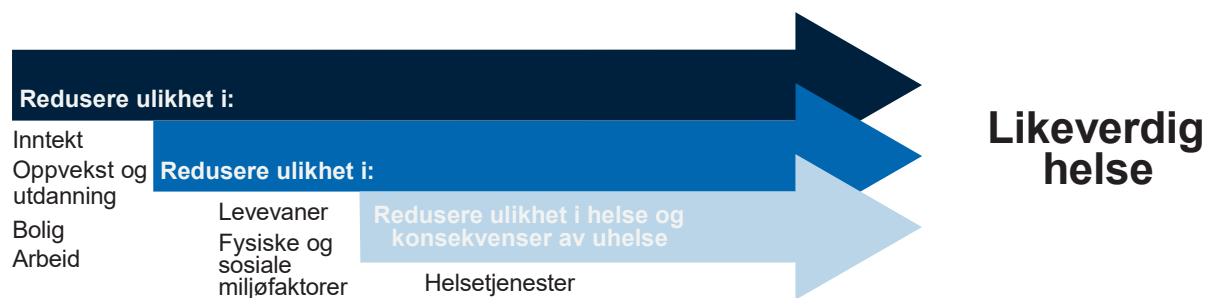 Redusere ulikhet i:
Inntekt
Oppvekst og
utdanning
Bolig
Arbeid
Redusere ulikhet i:
Levevaner
Fysiske og
sosiale
miljøfaktorer
Redusere ulikhet i helse og
konsekvenser av uhelse
Helsetjenester
Likeverdig
helse